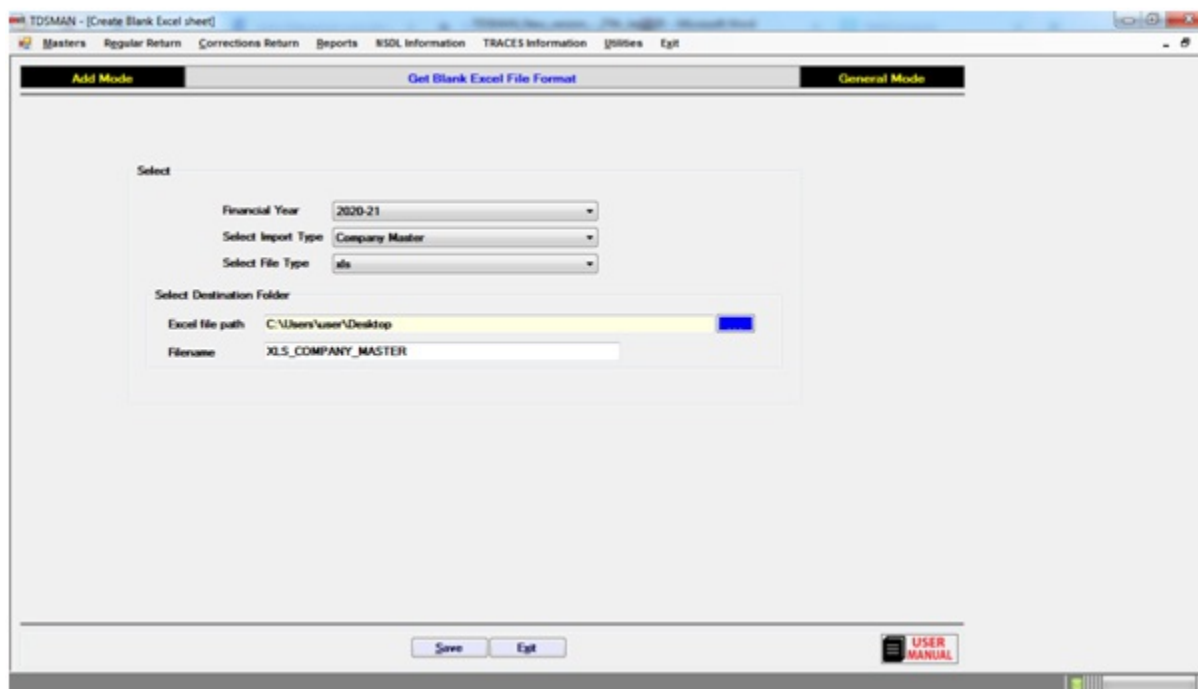 TDSMAN - [Create Blank Excel sheet]
Masters Regular Return Corrections Return Reports NSDL Information TRACES Information Utilities Exit
Add Mode Get Blank Excel File Format General Mode
Select
Financial Year 2020-21
Select Import Type Company Master
Select File Type xls
Select Destination Folder
Excel file path C:\Users\user\Desktop
Filename XLS_COMPANY_MASTER
Save Exit
USER
MANUAL